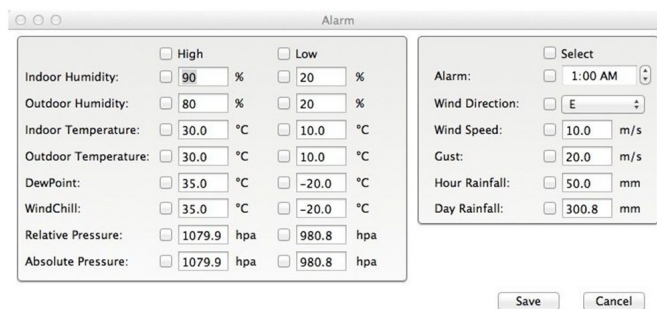 Alarm
High Low
Indoor Humidity: 90 % 20 %
Outdoor Humidity: 80 % 20 %
Indoor Temperature: 30.0 °C 10.0 °C
Outdoor Temperature: 30.0 °C 10.0 °C
DewPoint: 35.0 °C -20.0 °C
WindChill: 35.0 °C -20.0 °C
Relative Pressure: 1079.9 hpa 980.8 hpa
Absolute Pressure: 1079.9 hpa 980.8 hpa
Select
Alarm: 1:00 AM
Wind Direction: E
Wind Speed: 10.0 m/s
Gust: 20.0 m/s
Hour Rainfall: 50.0 mm
Day Rainfall: 300.8 mm
Save Cancel